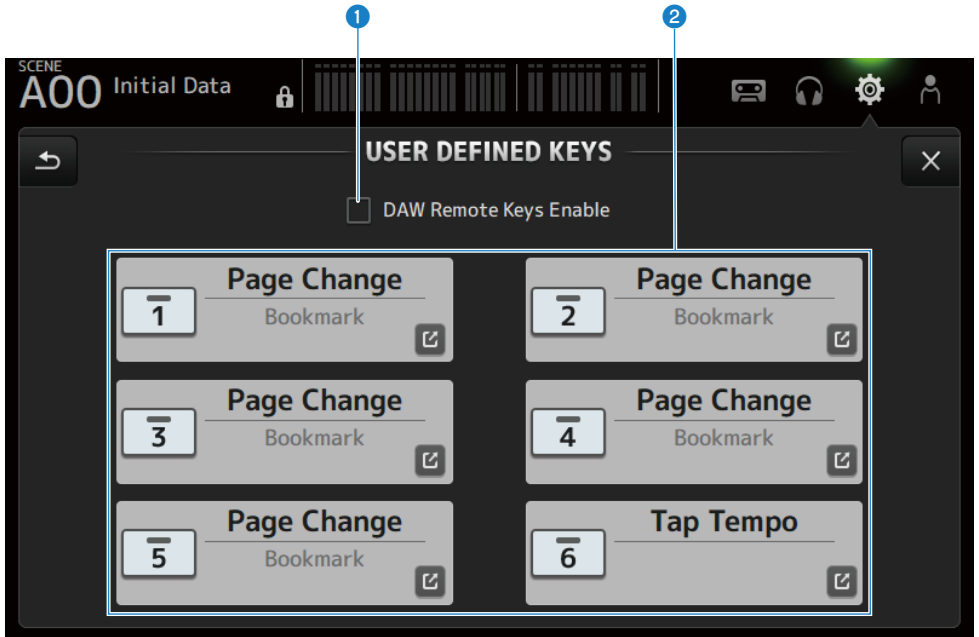 1 2
SCENE
A00 Initial Data
USER DEFINED KEYS
DAW Remote Keys Enable
1 Page Change
Bookmark
2 Page Change
Bookmark
3 Page Change
Bookmark
4 Page Change
Bookmark
5 Page Change
Bookmark
6 Tap Tempo